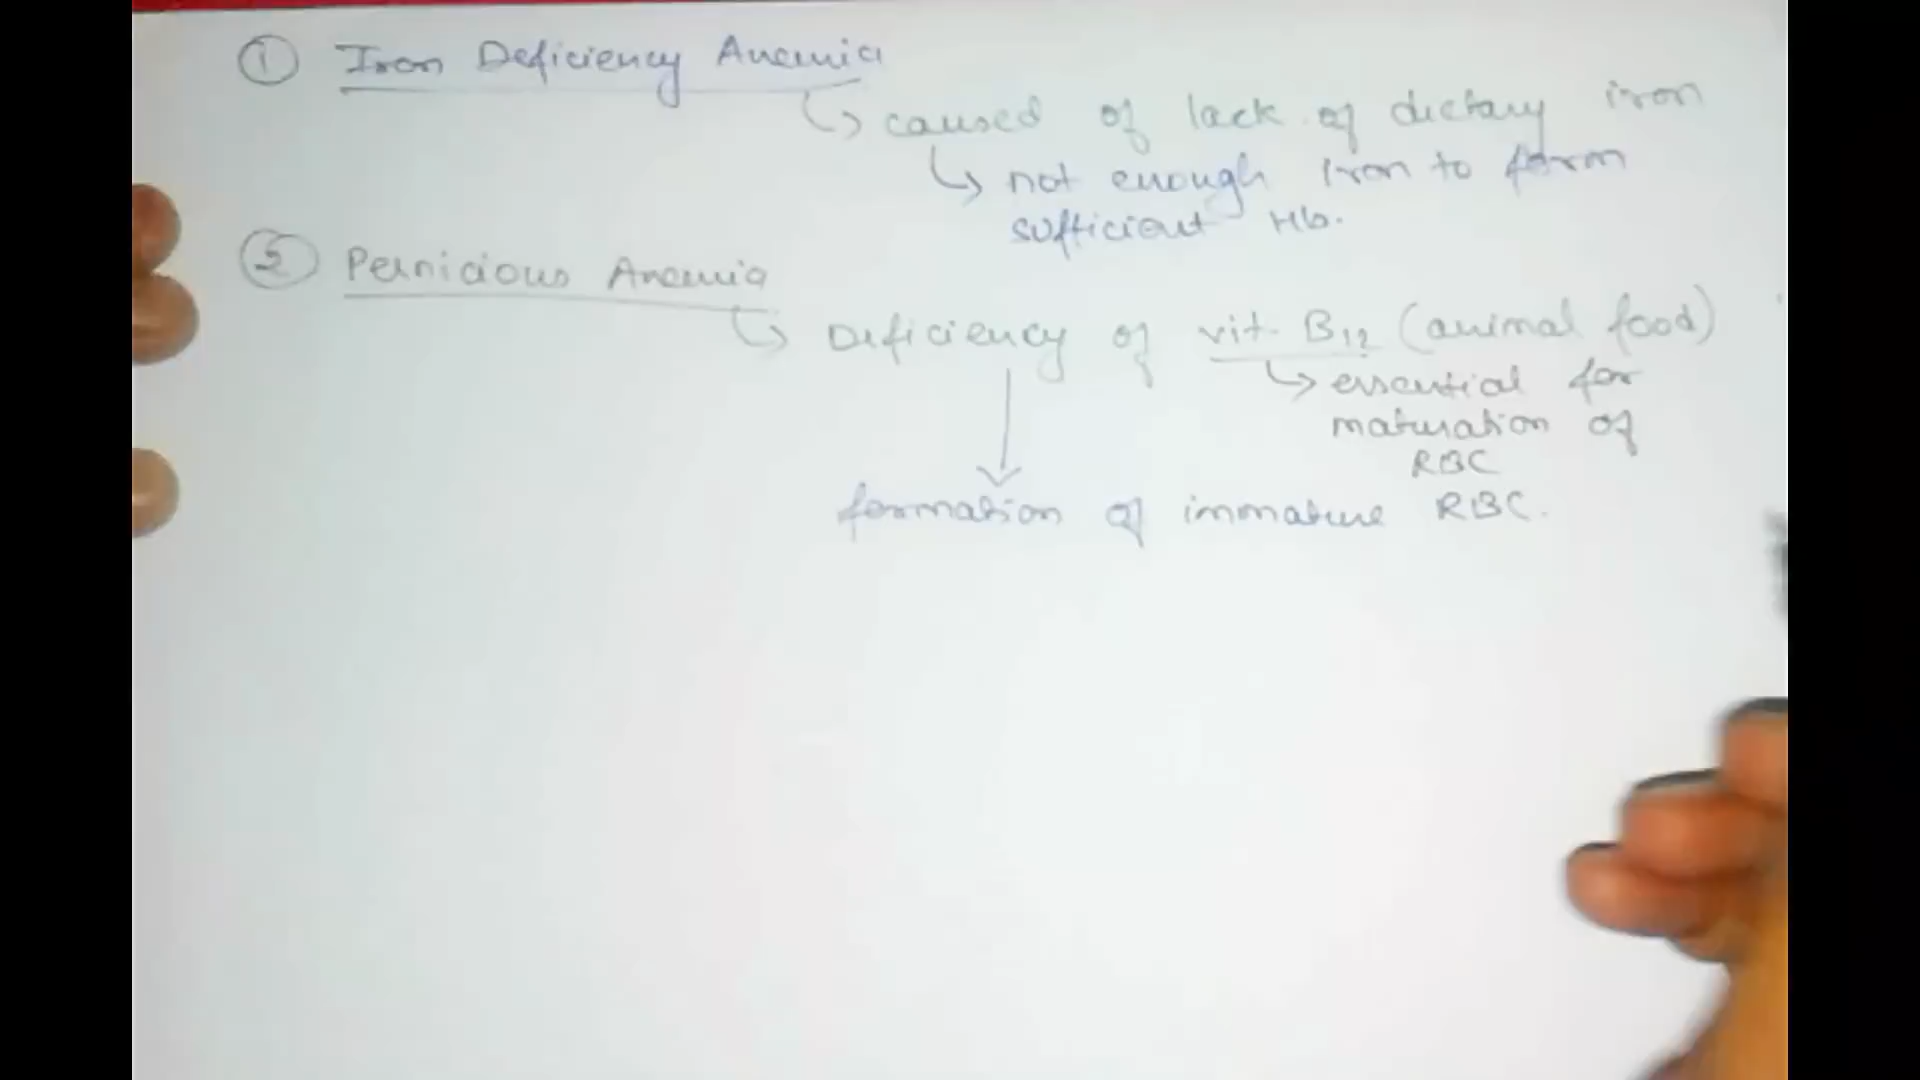 ① Iron Deficiency Anemia
↳ caused of lack of dietary iron
↳ not enough iron to form
sufficient Hb.
② Pernicious Anemia
↳ Deficiency of vit. B12 (animal food)
↳ essential for
maturation of
RBC
formation of immature RBC.